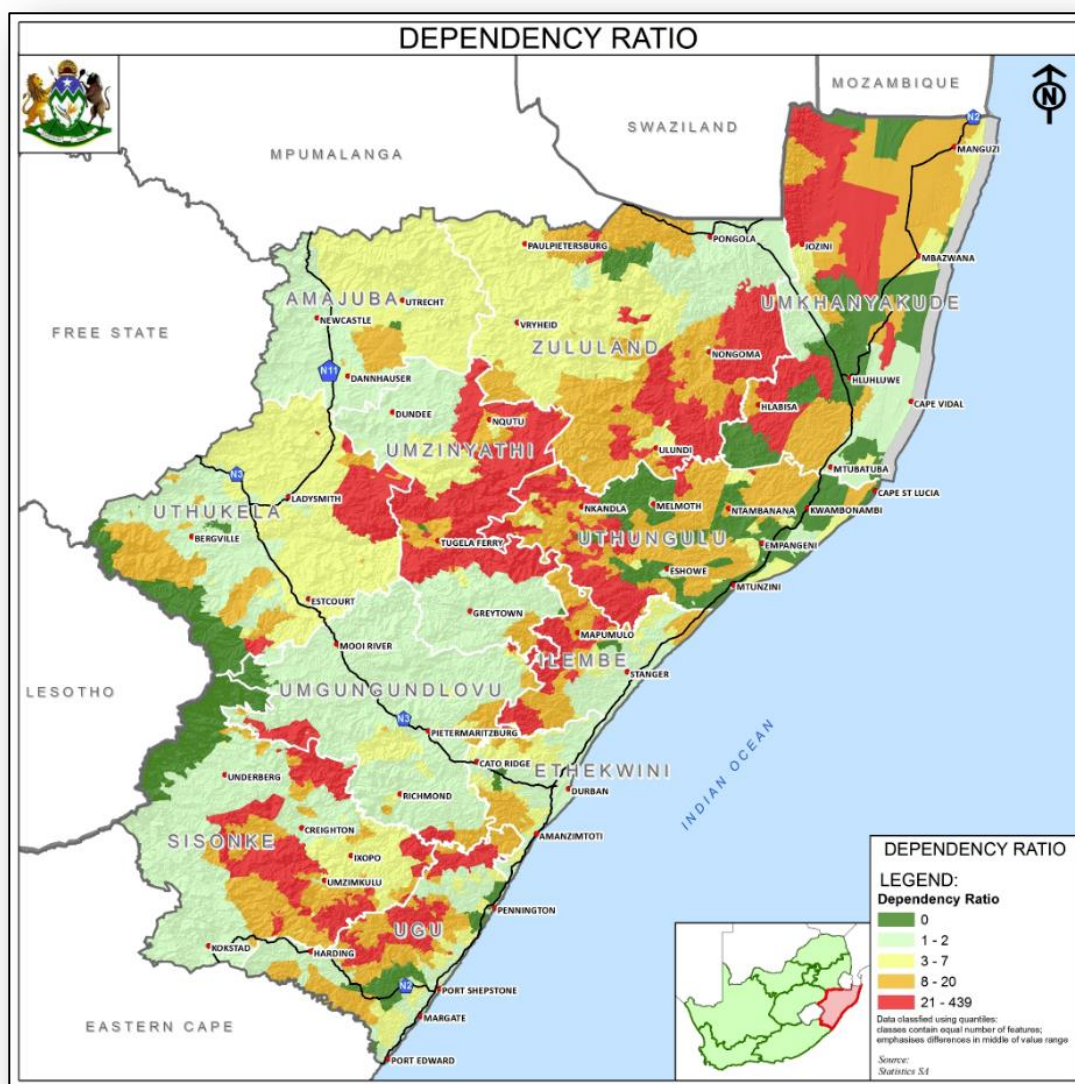 DEPENDENCY RATIO
MOZAMBIQUE
N
SWAZILAND
N2
MANGUZI
MPUMALANGA
PONGOLA
PAULPIETERSBURG
JOZINI
MBAZWANA
AMAJUBA
UTRECHT
UMKHANYAKUDE
NEWCASTLE
VRYHEID
FREE STATE
ZULULAND
NONGOMA
N11
DANNHAUSER
HLUHLUWE
CAPE VIDAL
HLABISA
DUNDEE
NQUTU
UMZINYATHI
ULUNDI
MTUBATUBA
N3
CAPE ST LUCIA
LADYSMITH
UTHUKELA
NKANDLA
MELMOTH
NTAMBANANA
KWAMBONAMBI
BERGVILLE
TUGELA FERRY
UTHUNGULU
EMPANGENI
ESHOWE
MTUNZINI
ESTCOURT
GREYTOWN
MAPUMULO
MOOI RIVER
ILEMBE
STANGER
LESOTHO
UMGUNGUNDLOVU
N3
PIETERMARITZBURG
CATO RIDGE
ETHEKWINI
UNDERBERG
DURBAN
RICHMOND
INDIAN OCEAN
CREIGHTON
AMANZIMTOTI
SISONKE
IXOPO
UMZIMKULU
PENNINGTON
UGU
KOKSTAD
HARDING
N2
PORT SHEPSTONE
MARGATE
EASTERN CAPE
PORT EDWARD
DEPENDENCY RATIO
LEGEND:
Dependency Ratio
0
1 - 2
3 - 7
8 - 20
21 - 439
Data classfied using quantiles:
classes contain equal number of features;
emphasises differences in middle of value range
Source:
Statistics SA